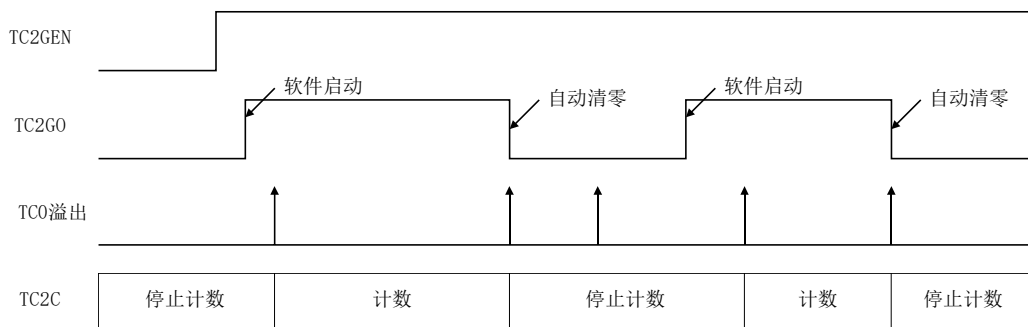 TC2GEN
软件启动
自动清零
软件启动
自动清零
TC2GO
TC0溢出
TC2C
停止计数
计数
停止计数
计数
停止计数